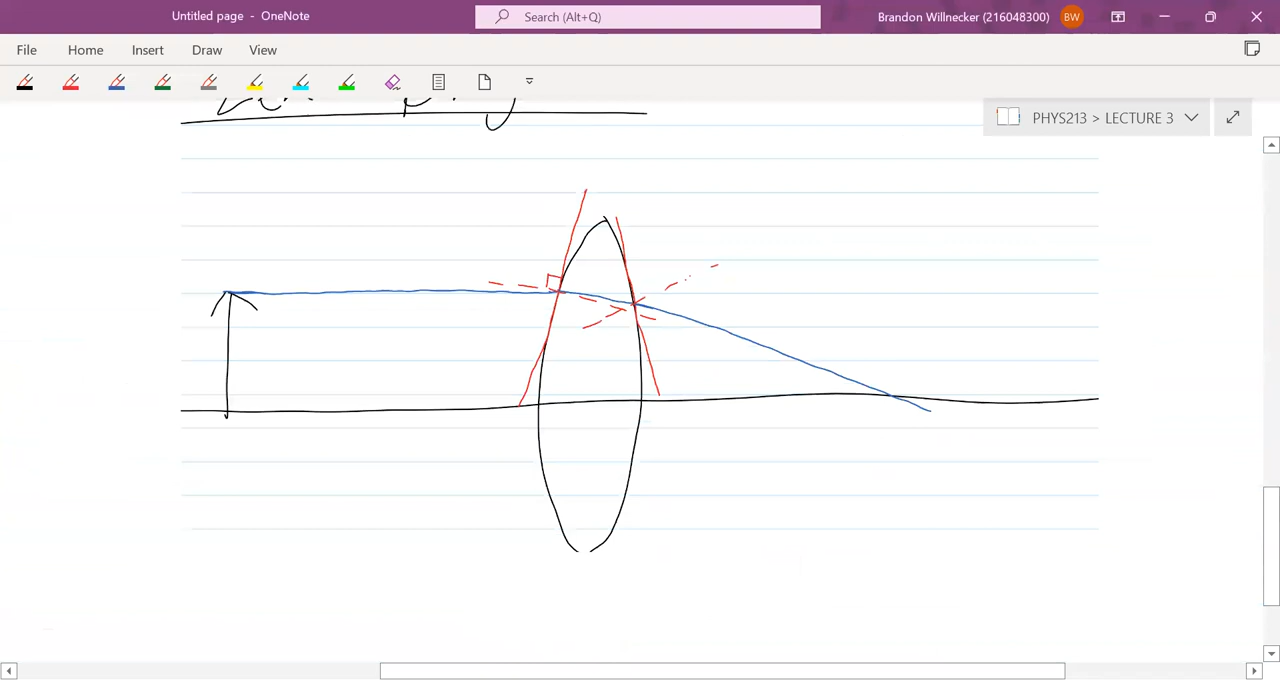 Untitled page - OneNote
Search (Alt+Q)
Brandon Willnecker (216048300)
BW
File Home Insert Draw View
PHYS213 > LECTURE 3